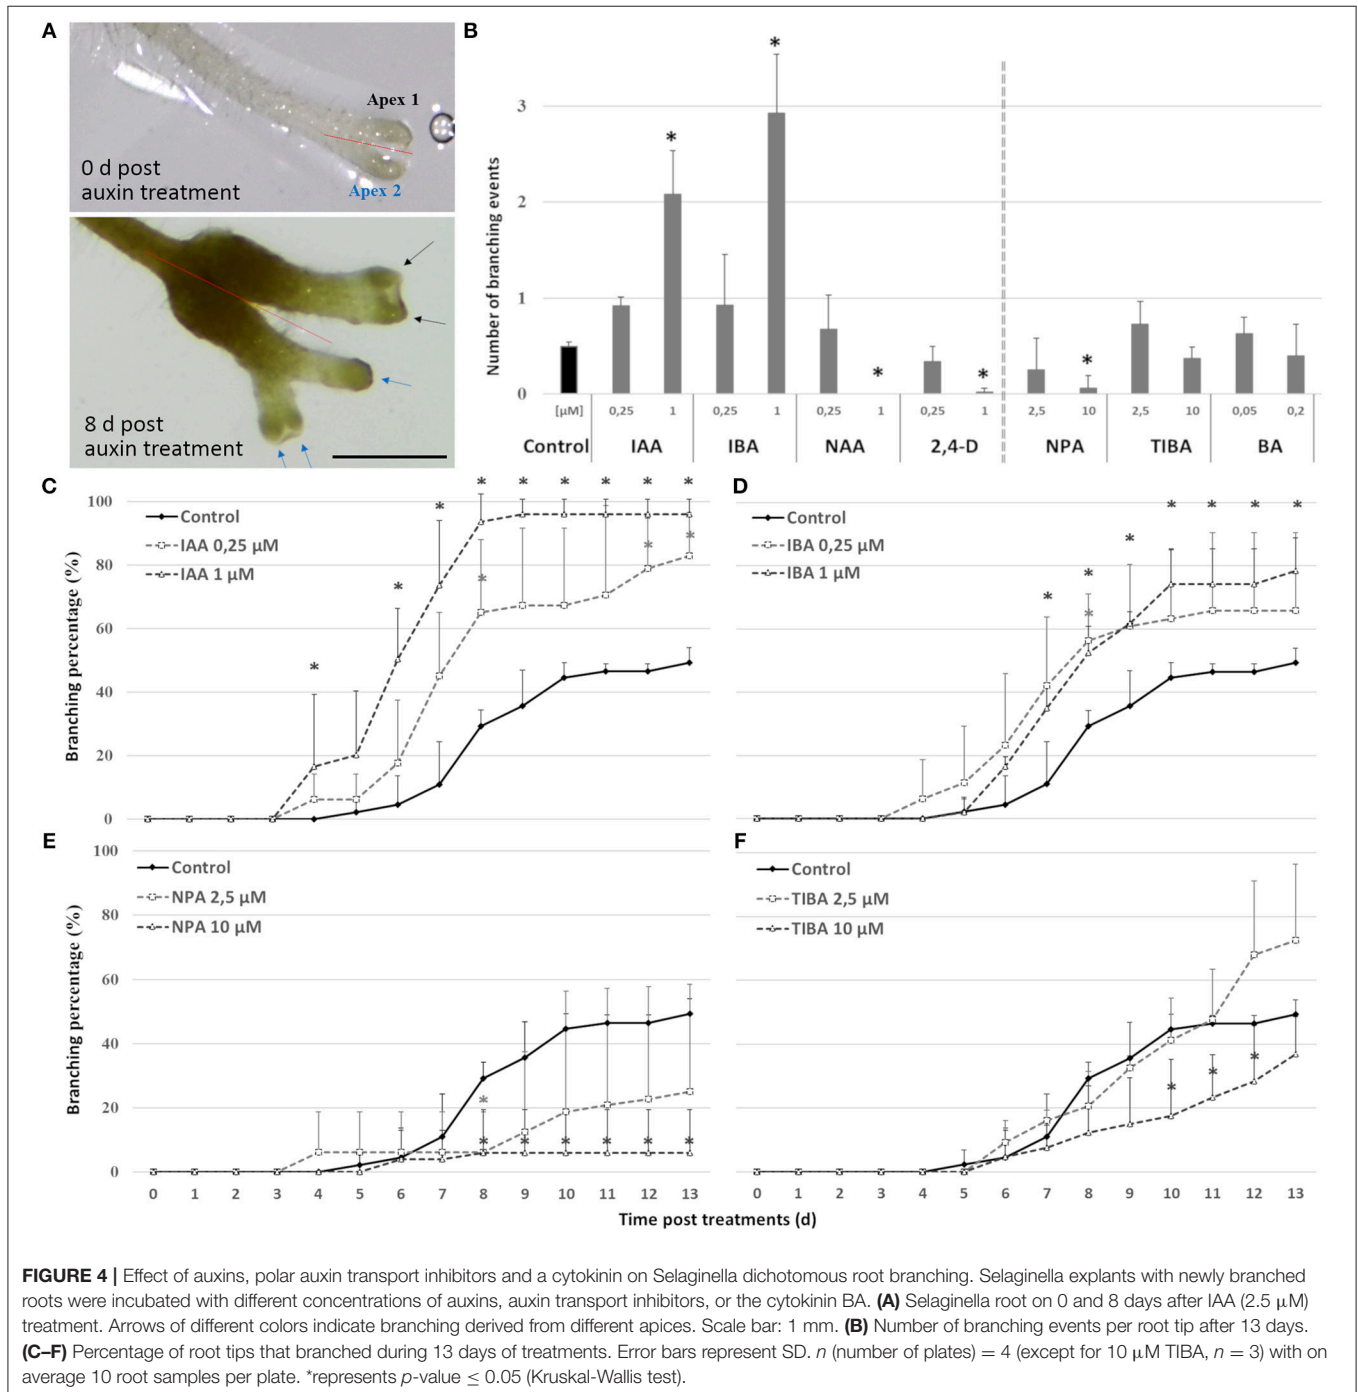 A
Apex 1
0 d post
auxin treatment
Apex 2
8 d post
auxin treatment
B
Number of branching events
3
2
1
0
*
*
*
*
*
[µM]
0,25
1
0,25
1
0,25
1
0,25
1
2,5
10
2,5
10
0,05
0,2
Control
IAA
IBA
NAA
2,4-D
NPA
TIBA
BA
C
Branching percentage (%)
100
80
60
40
20
0
Control
IAA 0,25 µM
IAA 1 µM
* * * * * * * * *
* * *
D
Control
IBA 0,25 µM
IBA 1 µM
* * * * * * *
*
E
Branching percentage (%)
100
80
60
40
20
0
Control
NPA 2,5 µM
NPA 10 µM
*
* * * * * *
0 1 2 3 4 5 6 7 8 9 10 11 12 13
F
Control
TIBA 2,5 µM
TIBA 10 µM
* * *
0 1 2 3 4 5 6 7 8 9 10 11 12 13
Time post treatments (d)
FIGURE 4 | Effect of auxins, polar auxin transport inhibitors and a cytokinin on Selaginella dichotomous root branching. Selaginella explants with newly branched
roots were incubated with different concentrations of auxins, auxin transport inhibitors, or the cytokinin BA. (A) Selaginella root on 0 and 8 days after IAA (2.5 µM)
treatment. Arrows of different colors indicate branching derived from different apices. Scale bar: 1 mm. (B) Number of branching events per root tip after 13 days.
(C–F) Percentage of root tips that branched during 13 days of treatments. Error bars represent SD. n (number of plates) = 4 (except for 10 µM TIBA, n = 3) with on
average 10 root samples per plate. *represents p-value ≤ 0.05 (Kruskal-Wallis test).